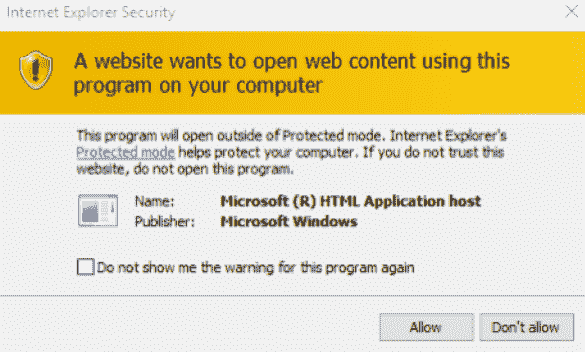 Internet Explorer Security
A website wants to open web content using this
program on your computer
This program will open outside of Protected mode. Internet Explorer's
Protected mode helps protect your computer. If you do not trust this
website, do not open this program.
Name: Microsoft (R) HTML Application host
Publisher: Microsoft Windows
Do not show me the warning for this program again
Allow Don't allow